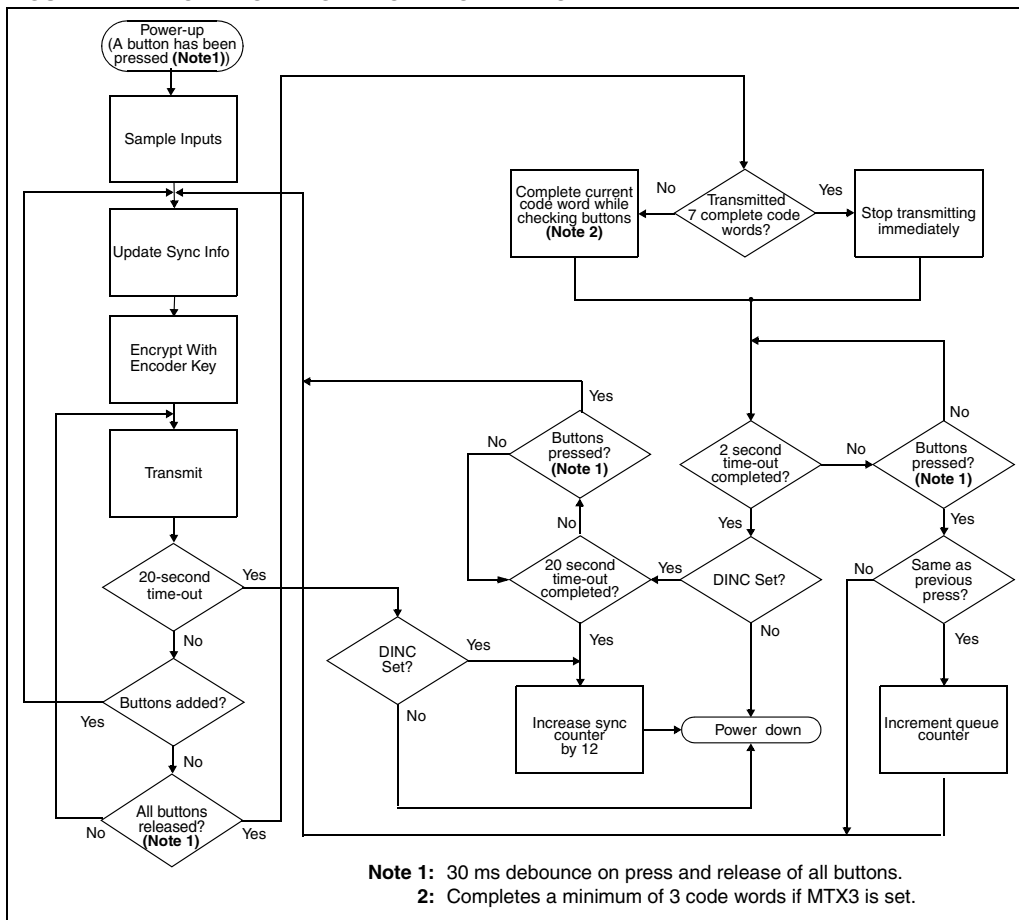 Power-up
(A button has been
pressed (Note1))
Sample Inputs
Update Sync Info
Encrypt With
Encoder Key
Transmit
20-second
time-out
Yes
No
Buttons added?
Yes
No
All buttons
released?
(Note 1)
No
Yes
Transmitted
7 complete code
words?
No
Yes
Complete current
code word while
checking buttons
(Note 2)
Stop transmitting
immediately
2 second
time-out
completed?
No
Yes
Buttons
pressed?
(Note 1)
No
Yes
Same as
previous
press?
No
Yes
Increment queue
counter
DINC Set?
Yes
No
20 second
time-out
completed?
No
Yes
Buttons
pressed?
(Note 1)
No
Yes
DINC
Set?
Yes
No
Increase sync
counter
by 12
Power down
Note 1: 30 ms debounce on press and release of all buttons.
2: Completes a minimum of 3 code words if MTX3 is set.